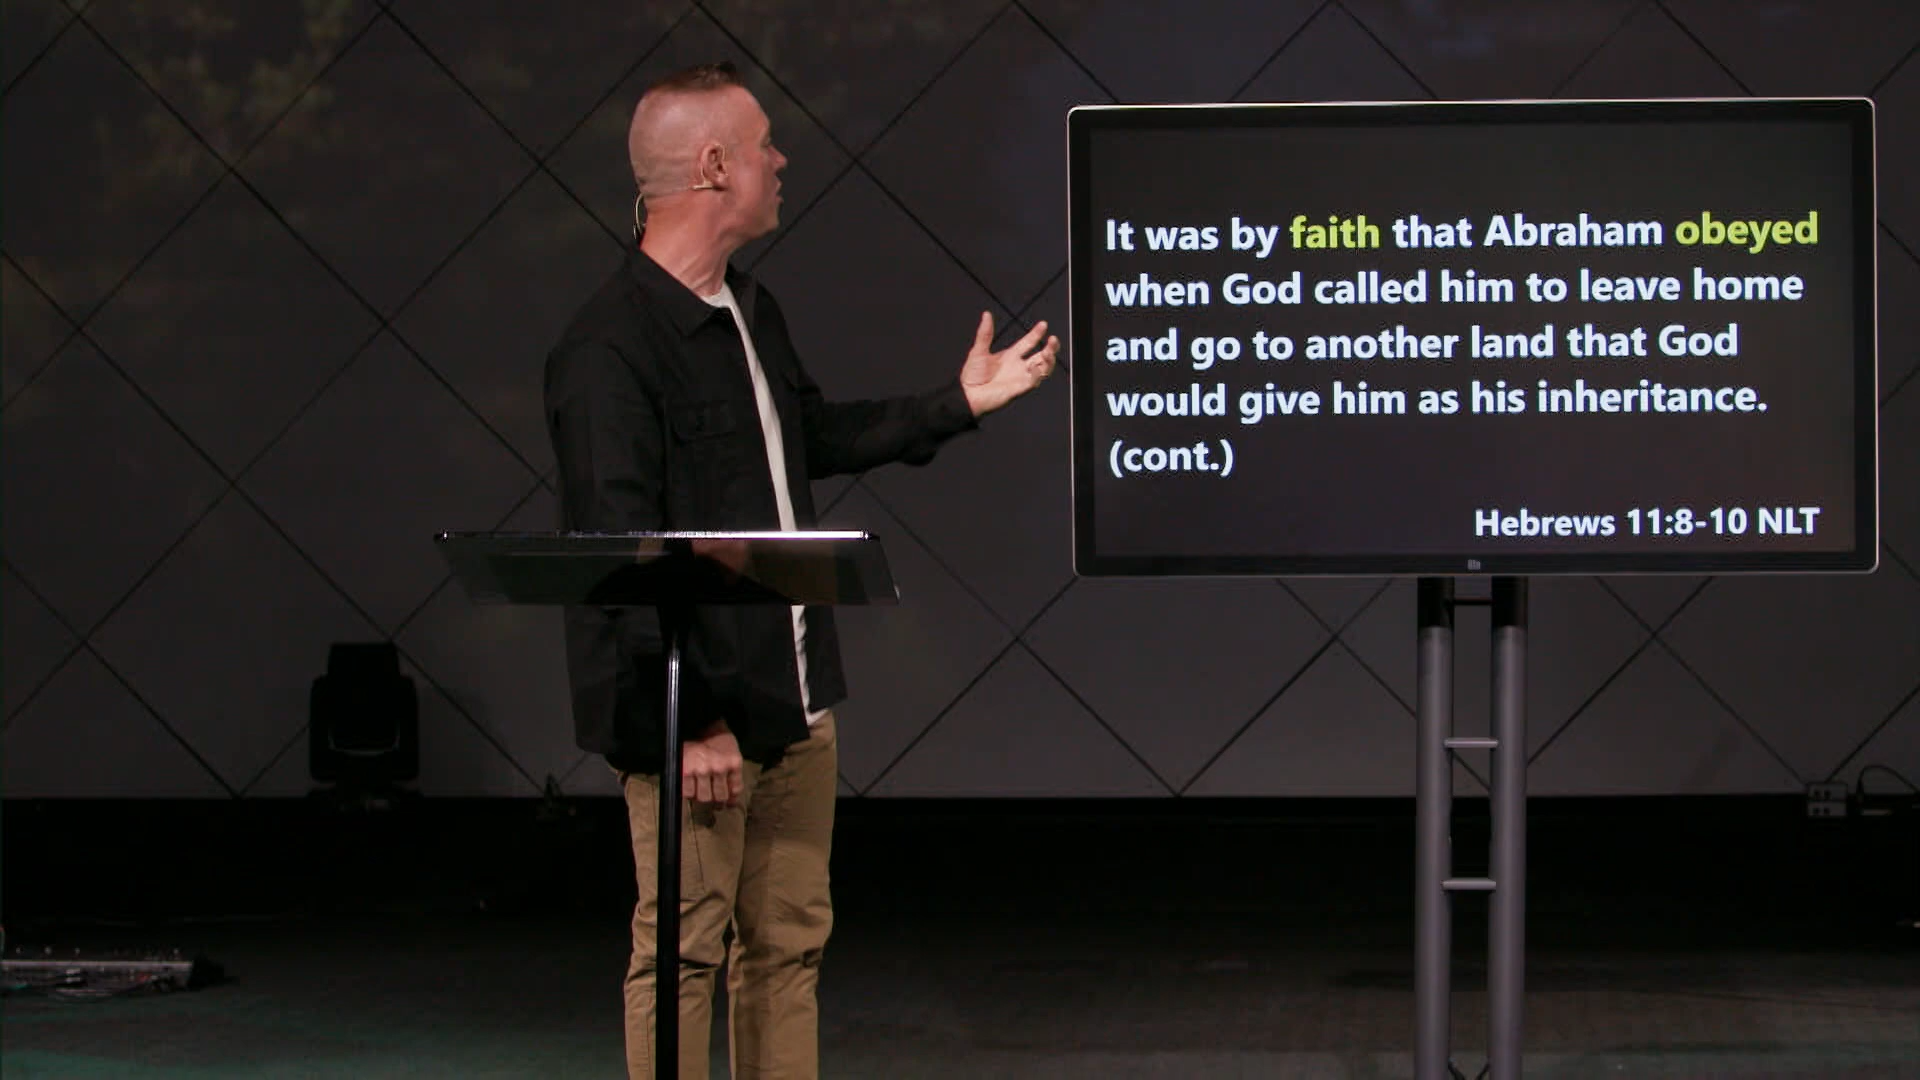 It was by faith that Abraham obeyed
when God called him to leave home
and go to another land that God
would give him as his inheritance.
(cont.)
Hebrews 11:8-10 NLT